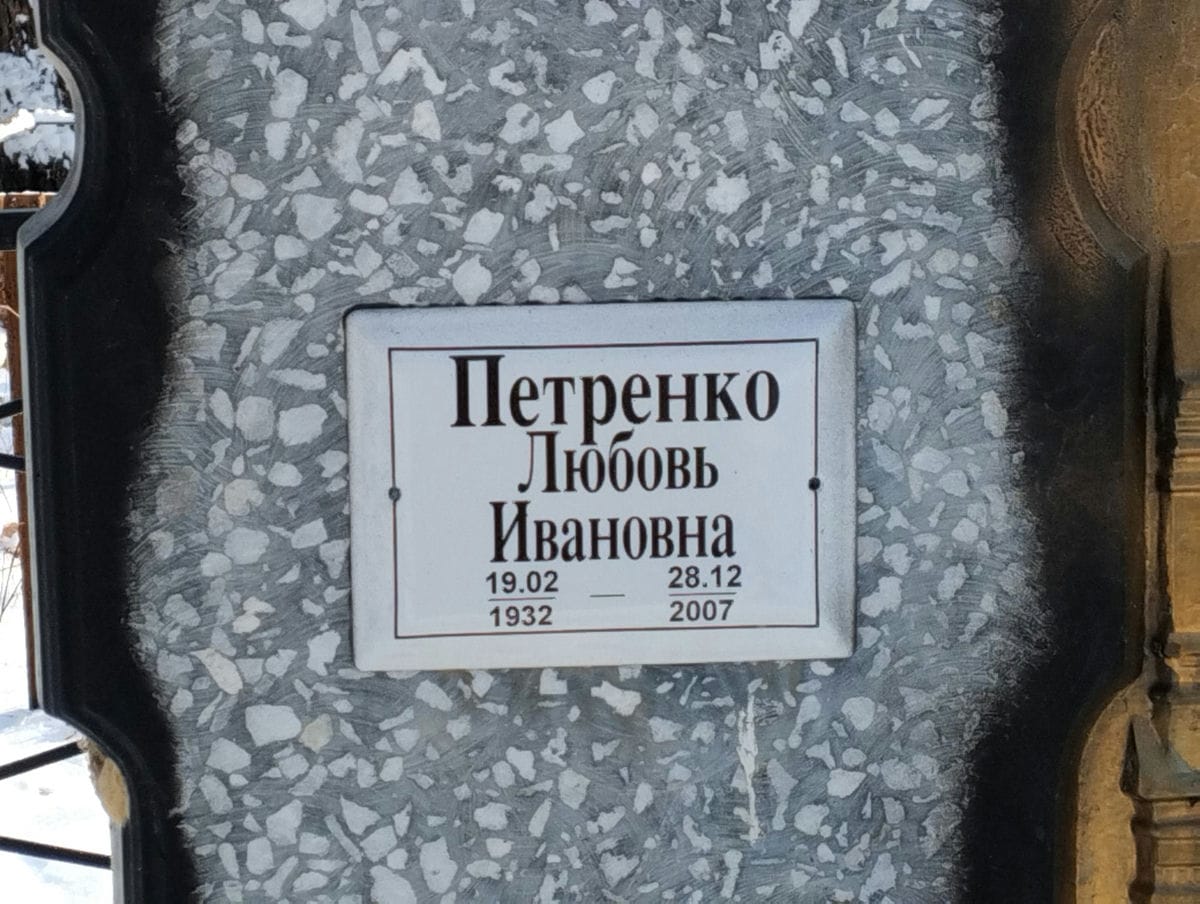 Петренко
Любовь
Ивановна
19.02 — 28.12
1932 2007